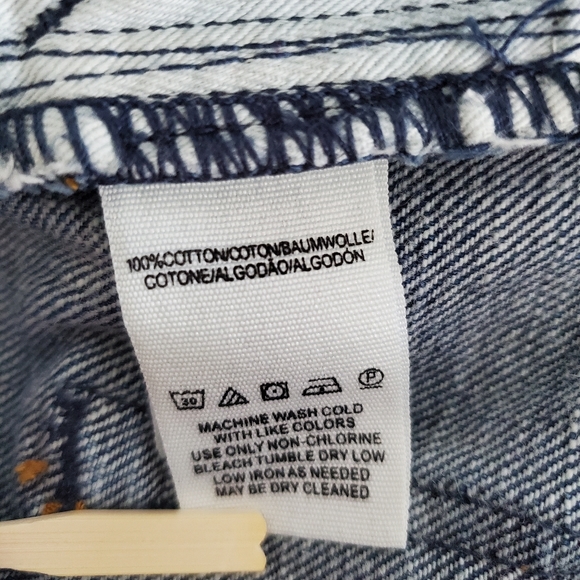 100%COTTON/COTON/BAUMWOLLE/
COTONE/ALGODÃO/ALGODÓN
30
P
MACHINE WASH COLD
WITH LIKE COLORS
USE ONLY NON-CHLORINE
BLEACH TUMBLE DRY LOW
LOW IRON AS NEEDED
MAY BE DRY CLEANED